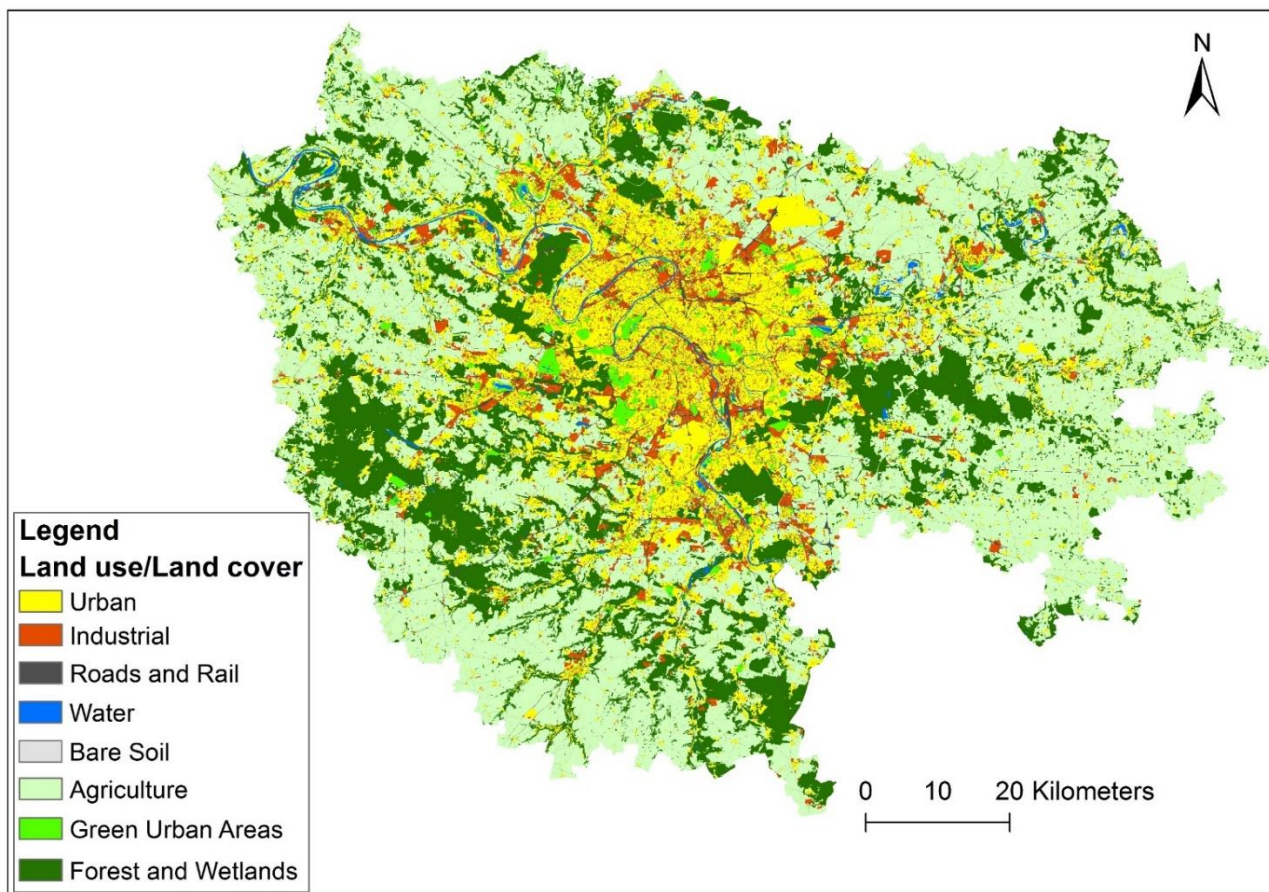 N
Legend
Land use/Land cover
Urban
Industrial
Roads and Rail
Water
Bare Soil
Agriculture
Green Urban Areas
Forest and Wetlands
0 10 20 Kilometers